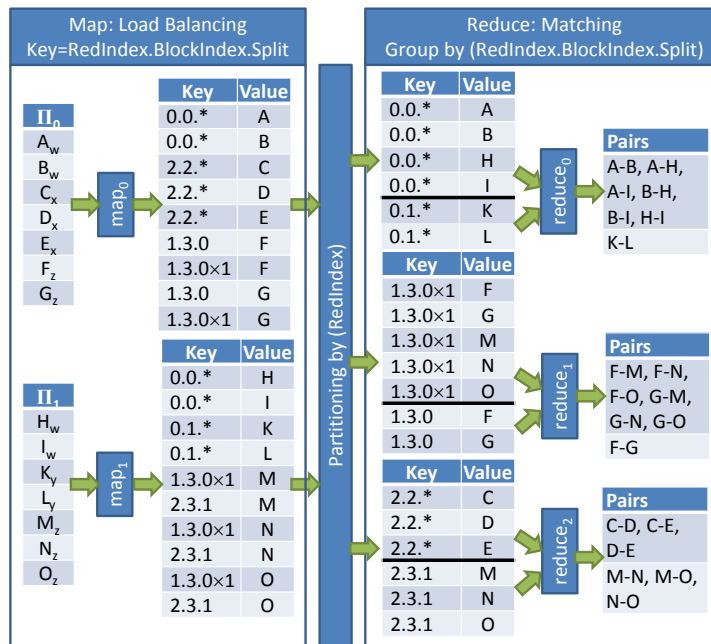 Map: Load Balancing
Key=RedIndex.BlockIndex.Split
Π0
Aw
Bw
Cx
Dx
Ex
Fz
Gz
map0
Key Value
0.0.* A
0.0.* B
2.2.* C
2.2.* D
2.2.* E
1.3.0 F
1.3.0×1 F
1.3.0 G
1.3.0×1 G
Π1
Hw
Iw
Ky
Ly
Mz
Nz
Oz
map1
Key Value
0.0.* H
0.0.* I
0.1.* K
0.1.* L
1.3.0×1 M
2.3.1 M
1.3.0×1 N
2.3.1 N
1.3.0×1 O
2.3.1 O
Partitioning by (RedIndex)
Reduce: Matching
Group by (RedIndex.BlockIndex.Split)
Key Value
0.0.* A
0.0.* B
0.0.* H
0.0.* I
0.1.* K
0.1.* L
reduce0
Pairs
A-B, A-H,
A-I, B-H,
B-I, H-I
K-L
Key Value
1.3.0×1 F
1.3.0×1 G
1.3.0×1 M
1.3.0×1 N
1.3.0×1 O
1.3.0 F
1.3.0 G
reduce1
Pairs
F-M, F-N,
F-O, G-M,
G-N, G-O
F-G
Key Value
2.2.* C
2.2.* D
2.2.* E
2.3.1 M
2.3.1 N
2.3.1 O
reduce2
Pairs
C-D, C-E,
D-E
M-N, M-O,
N-O